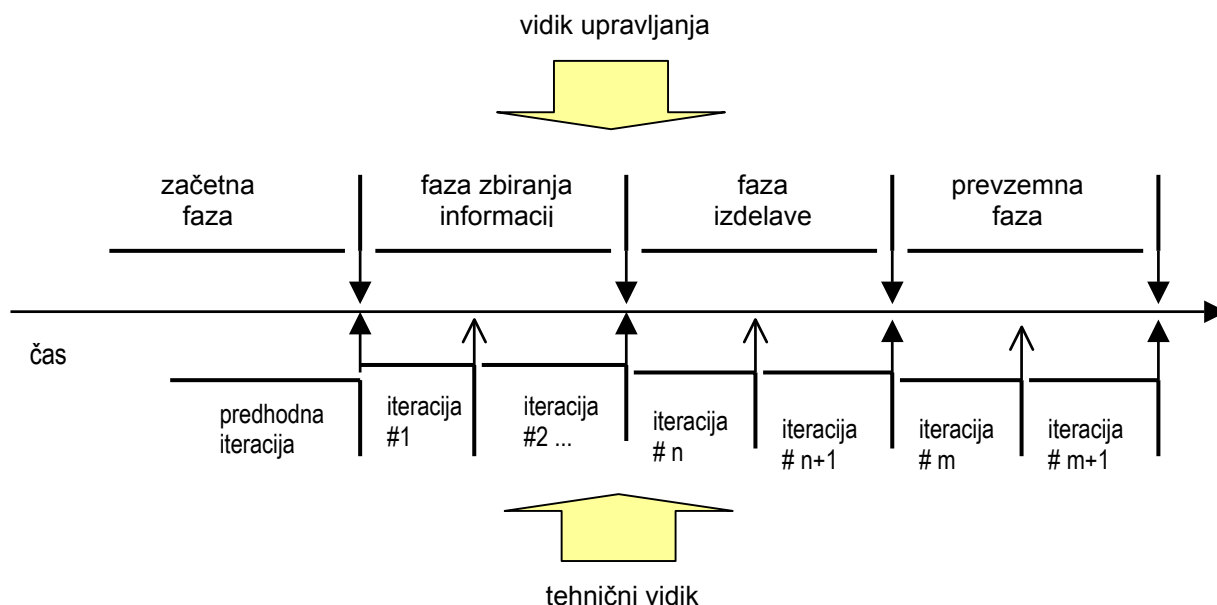 vidik upravljanja
začetna
faza
faza zbiranja
informacij
faza
izdelave
prevzemna
faza
čas
predhodna
iteracija
iteracija
#1
iteracija
#2 ...
iteracija
# n
iteracija
# n+1
iteracija
# m
iteracija
# m+1
tehnični vidik